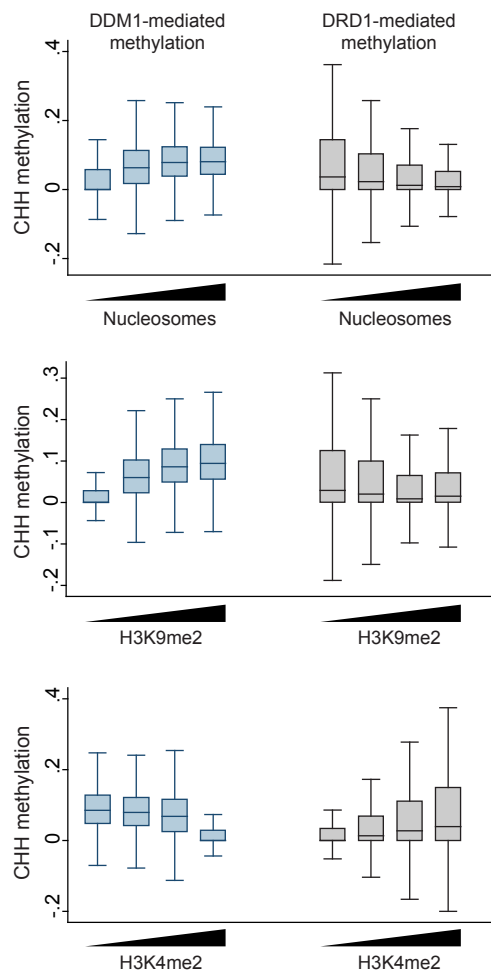 DDM1-mediated
methylation
DRD1-mediated
methylation
CHH methylation
.4
.2
0
-.2
Nucleosomes
Nucleosomes
CHH methylation
.3
.1
.1
0
-.1
-.2
H3K9me2
H3K9me2
CHH methylation
.4
.2
0
-.2
H3K4me2
H3K4me2